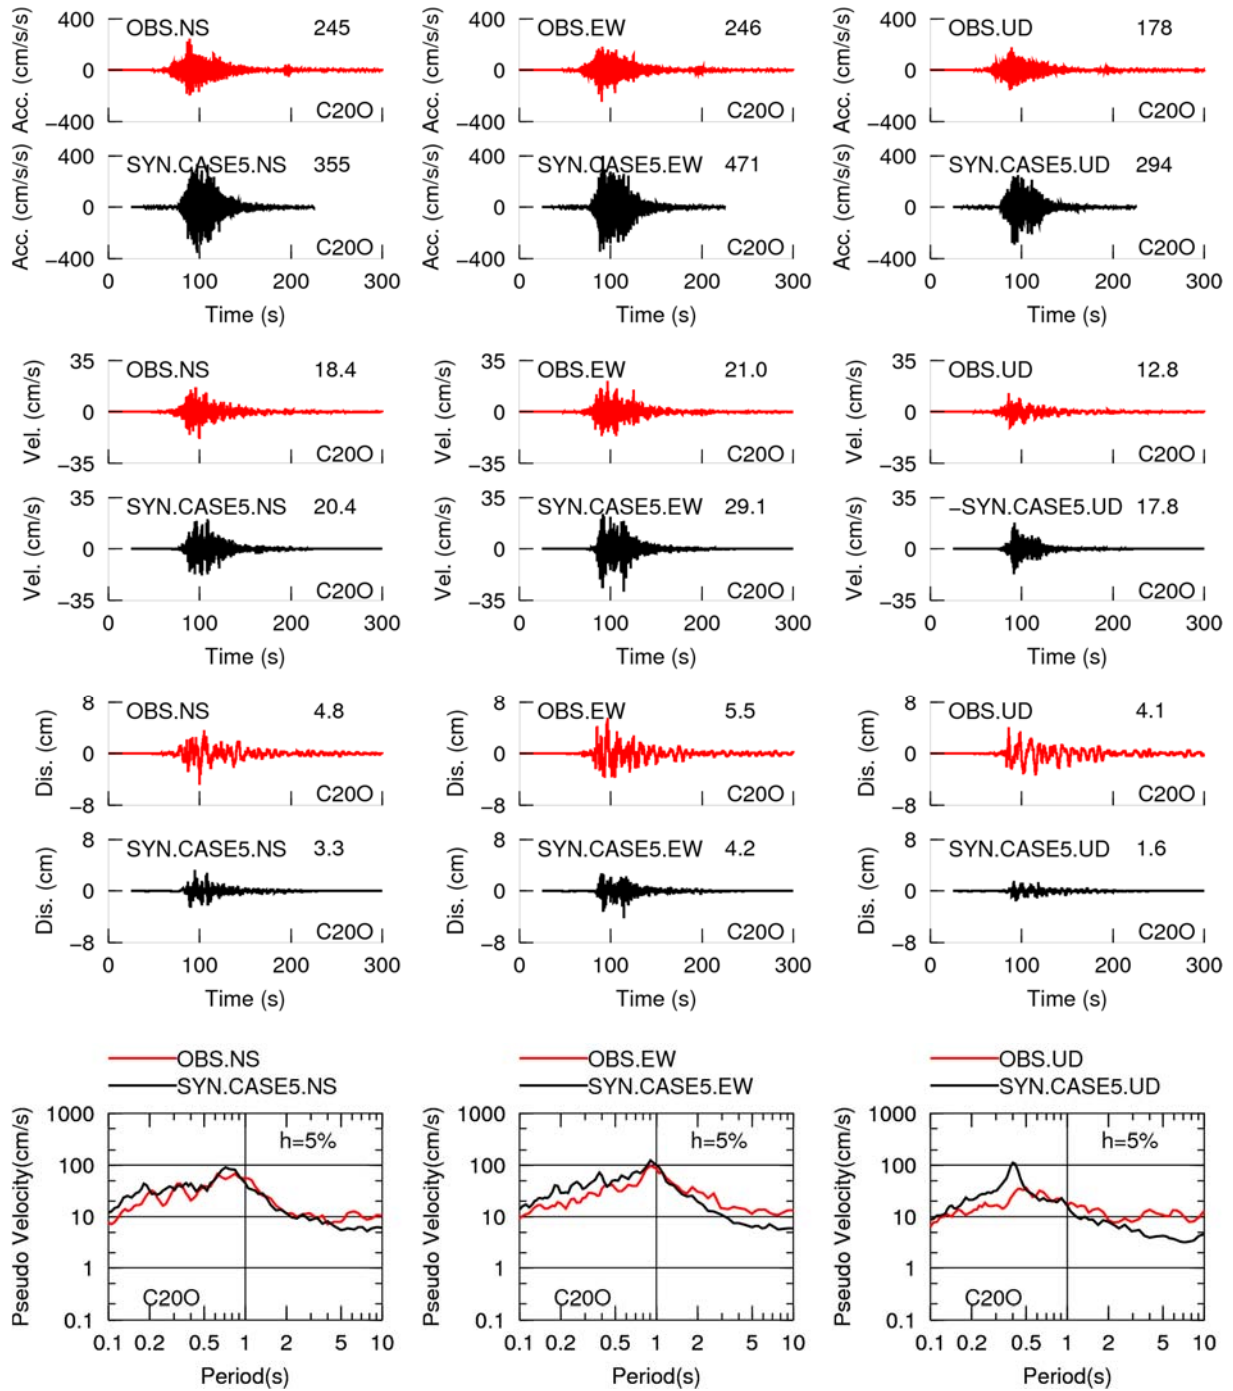 Acc. (cm/s/s)
400
0
−400
OBS.NS 245
C20O
Acc. (cm/s/s)
400
0
−400
OBS.EW 246
C20O
Acc. (cm/s/s)
400
0
−400
OBS.UD 178
C20O
Acc. (cm/s/s)
400
0
−400
SYN.CASE5.NS 355
C20O
0 100 200 300
Time (s)
Acc. (cm/s/s)
400
0
−400
SYN.CASE5.EW 471
C20O
0 100 200 300
Time (s)
Acc. (cm/s/s)
400
0
−400
SYN.CASE5.UD 294
C20O
0 100 200 300
Time (s)
Vel. (cm/s)
35
0
−35
OBS.NS 18.4
C20O
Vel. (cm/s)
35
0
−35
OBS.EW 21.0
C20O
Vel. (cm/s)
35
0
−35
OBS.UD 12.8
C20O
Vel. (cm/s)
35
0
−35
SYN.CASE5.NS 20.4
C20O
0 100 200 300
Time (s)
Vel. (cm/s)
35
0
−35
SYN.CASE5.EW 29.1
C20O
0 100 200 300
Time (s)
Vel. (cm/s)
35
0
−35
−SYN.CASE5.UD 17.8
C20O
0 100 200 300
Time (s)
Dis. (cm)
8
0
−8
OBS.NS 4.8
C20O
Dis. (cm)
8
0
−8
OBS.EW 5.5
C20O
Dis. (cm)
8
0
−8
OBS.UD 4.1
C20O
Dis. (cm)
8
0
−8
SYN.CASE5.NS 3.3
C20O
0 100 200 300
Time (s)
Dis. (cm)
8
0
−8
SYN.CASE5.EW 4.2
C20O
0 100 200 300
Time (s)
Dis. (cm)
8
0
−8
SYN.CASE5.UD 1.6
C20O
0 100 200 300
Time (s)
OBS.NS
SYN.CASE5.NS
Pseudo Velocity(cm/s)
1000
100
10
1
0.1
h=5%
C20O
0.1 0.2 0.5 1 2 5 10
Period(s)
OBS.EW
SYN.CASE5.EW
Pseudo Velocity(cm/s)
1000
100
10
1
0.1
h=5%
C20O
0.1 0.2 0.5 1 2 5 10
Period(s)
OBS.UD
SYN.CASE5.UD
Pseudo Velocity(cm/s)
1000
100
10
1
0.1
h=5%
C20O
0.1 0.2 0.5 1 2 5 10
Period(s)